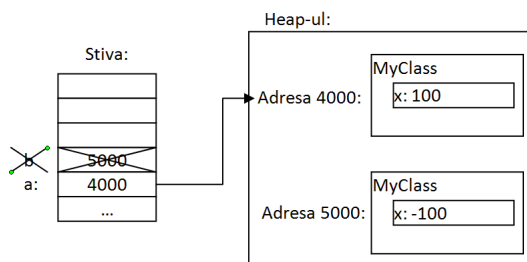 Heap-ul:
Stiva:
MyClass
x: 100
Adresa 4000:
b
5000
a:
4000
...
MyClass
x: -100
Adresa 5000: